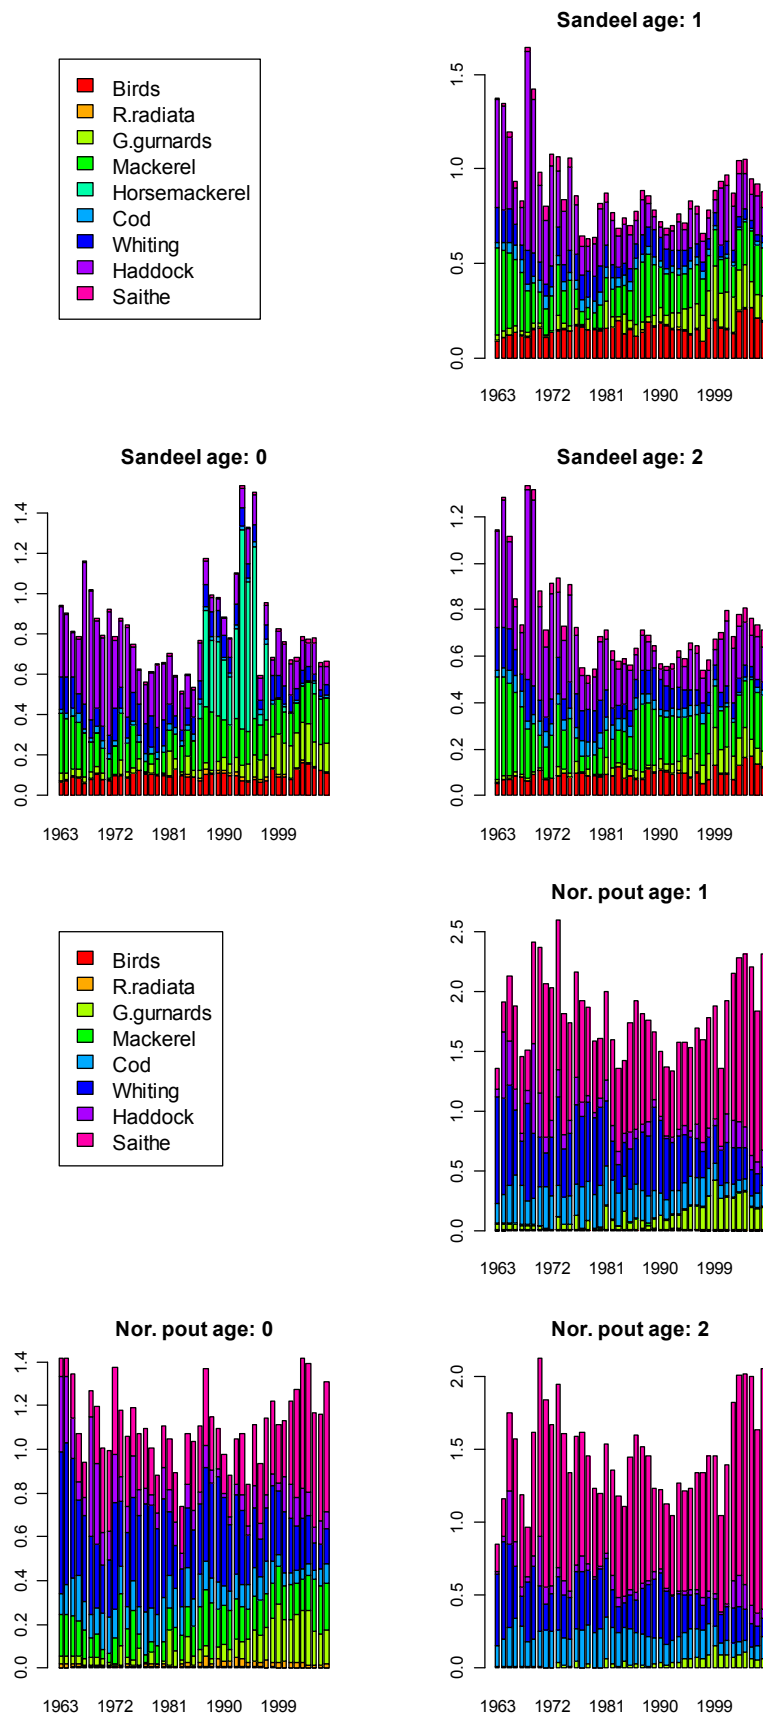 Sandeel age: 1
Birds
R.radiata
G.gurnards
Mackerel
Horsemackerel
Cod
Whiting
Haddock
Saithe
0.0 0.5 1.0 1.5
1963 1972 1981 1990 1999
Sandeel age: 0
0.0 0.2 0.4 0.6 0.8 1.0 1.2 1.4
1963 1972 1981 1990 1999
Sandeel age: 2
0.0 0.2 0.4 0.6 0.8 1.0 1.2
1963 1972 1981 1990 1999
Nor. pout age: 1
Birds
R.radiata
G.gurnards
Mackerel
Cod
Whiting
Haddock
Saithe
0.0 0.5 1.0 1.5 2.0 2.5
1963 1972 1981 1990 1999
Nor. pout age: 0
0.0 0.2 0.4 0.6 0.8 1.0 1.2 1.4
1963 1972 1981 1990 1999
Nor. pout age: 2
0.0 0.5 1.0 1.5 2.0
1963 1972 1981 1990 1999